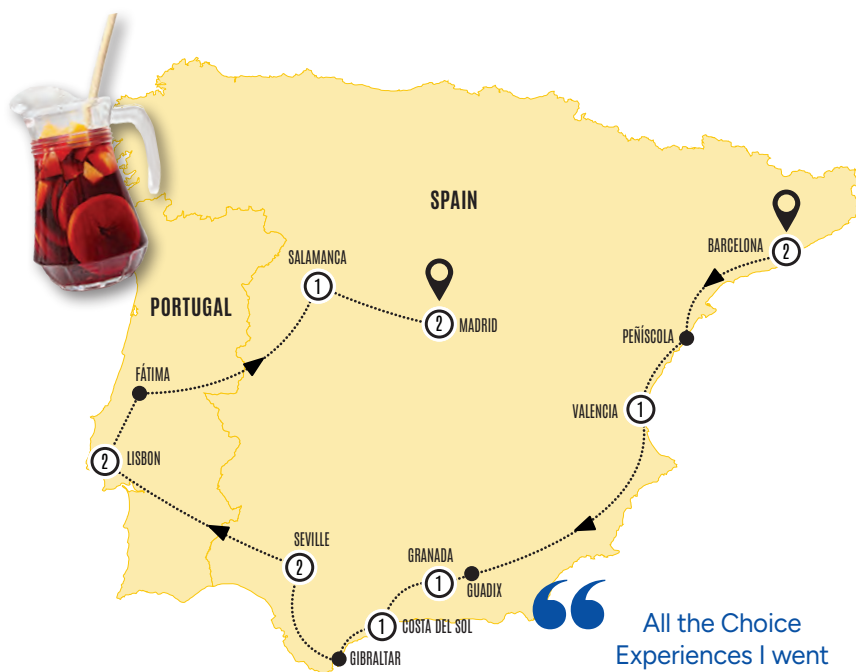 SPAIN
BARCELONA
2
SALAMANCA
1
PORTUGAL
2
MADRID
PEÑÍSCOLA
FÁTIMA
VALENCIA
1
2
LISBON
SEVILLE
2
GRANADA
1
GUADIX
1
COSTA DEL SOL
GIBRALTAR
“
All the Choice
Experiences I went